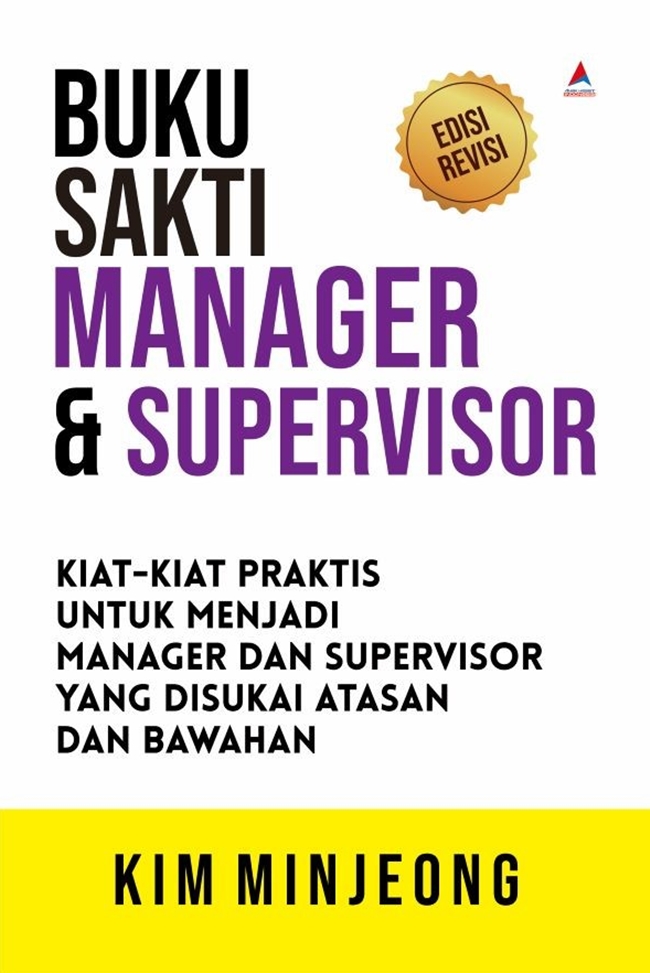 BUKU
SAKTI
MANAGER
& SUPERVISOR
EDISI
REVISI
KIAT-KIAT PRAKTIS
UNTUK MENJADI
MANAGER DAN SUPERVISOR
YANG DISUKAI ATASAN
DAN BAWAHAN
KIM MINJEONG